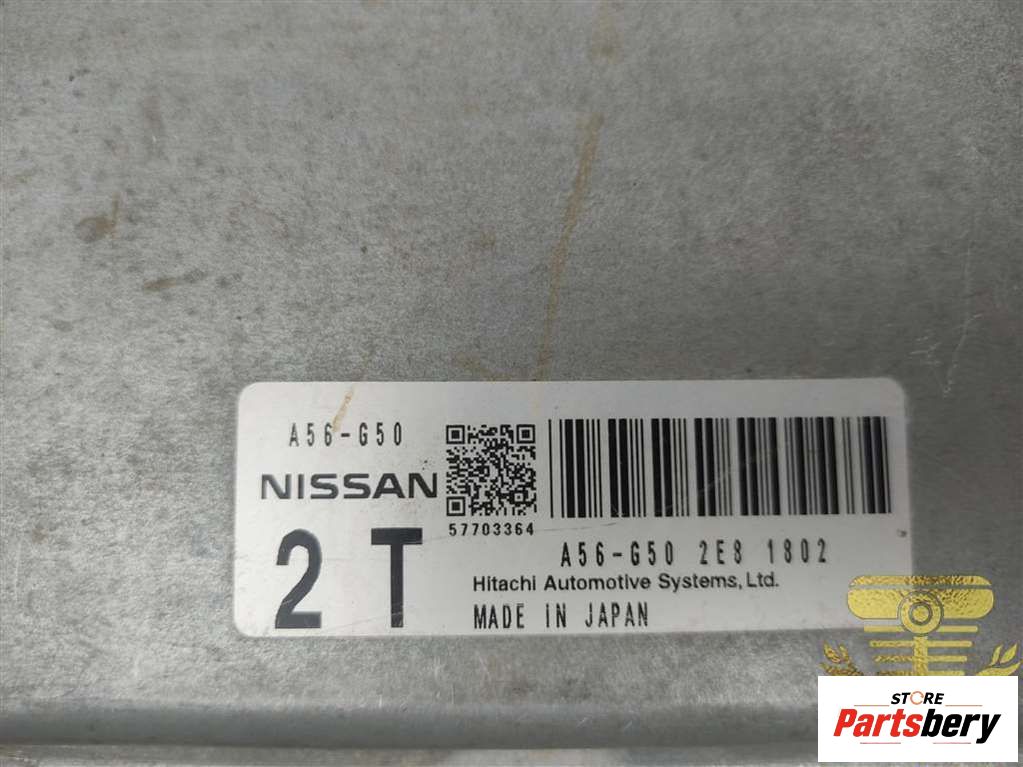 A56-G50
NISSAN
57703364
2 T
A56-G50 2E8 1802
Hitachi Automotive Systems, Ltd.
MADE IN JAPAN
STORE
Partsbery